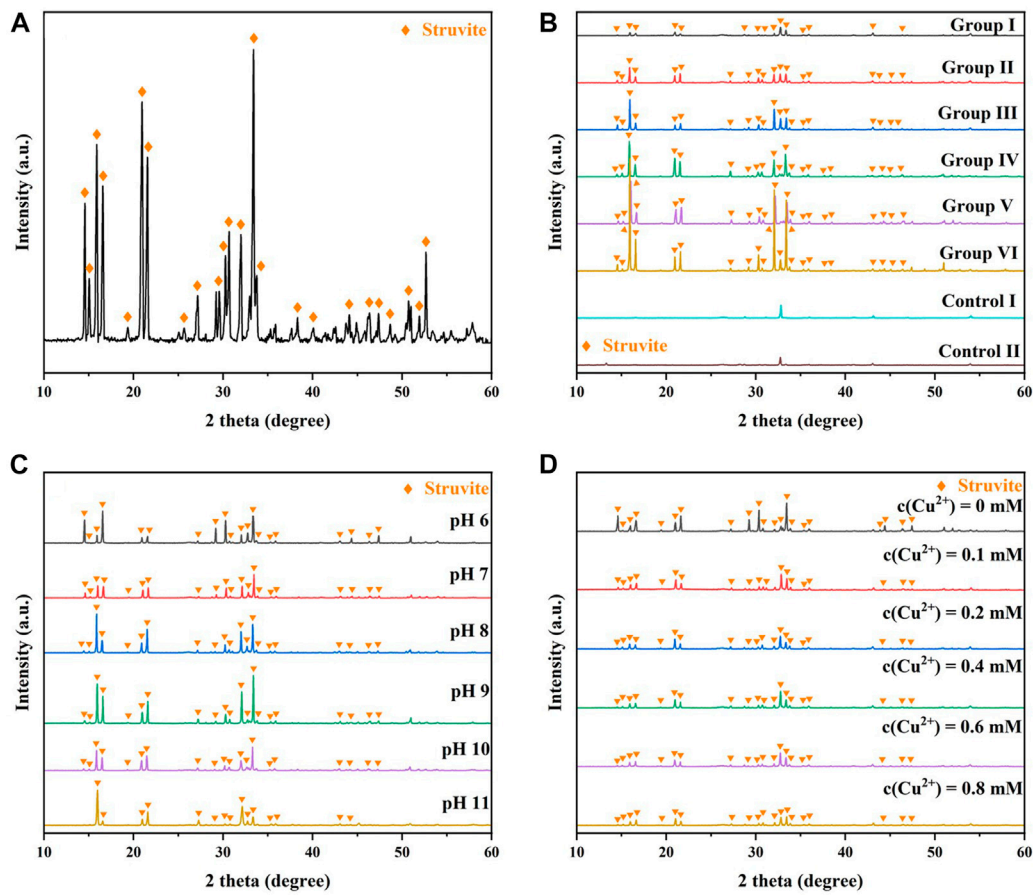 A
Struvite
Intensity (a.u.)
10 20 30 40 50 60
2 theta (degree)
B
Group I
Group II
Group III
Group IV
Group V
Group VI
Control I
Struvite
Control II
Intensity (a.u.)
10 20 30 40 50 60
2 theta (degree)
C
Struvite
pH 6
pH 7
pH 8
pH 9
pH 10
pH 11
Intensity (a.u.)
10 20 30 40 50 60
2 theta (degree)
D
Struvite
c(Cu²⁺) = 0 mM
c(Cu²⁺) = 0.1 mM
c(Cu²⁺) = 0.2 mM
c(Cu²⁺) = 0.4 mM
c(Cu²⁺) = 0.6 mM
c(Cu²⁺) = 0.8 mM
Intensity (a.u.)
10 20 30 40 50 60
2 theta (degree)